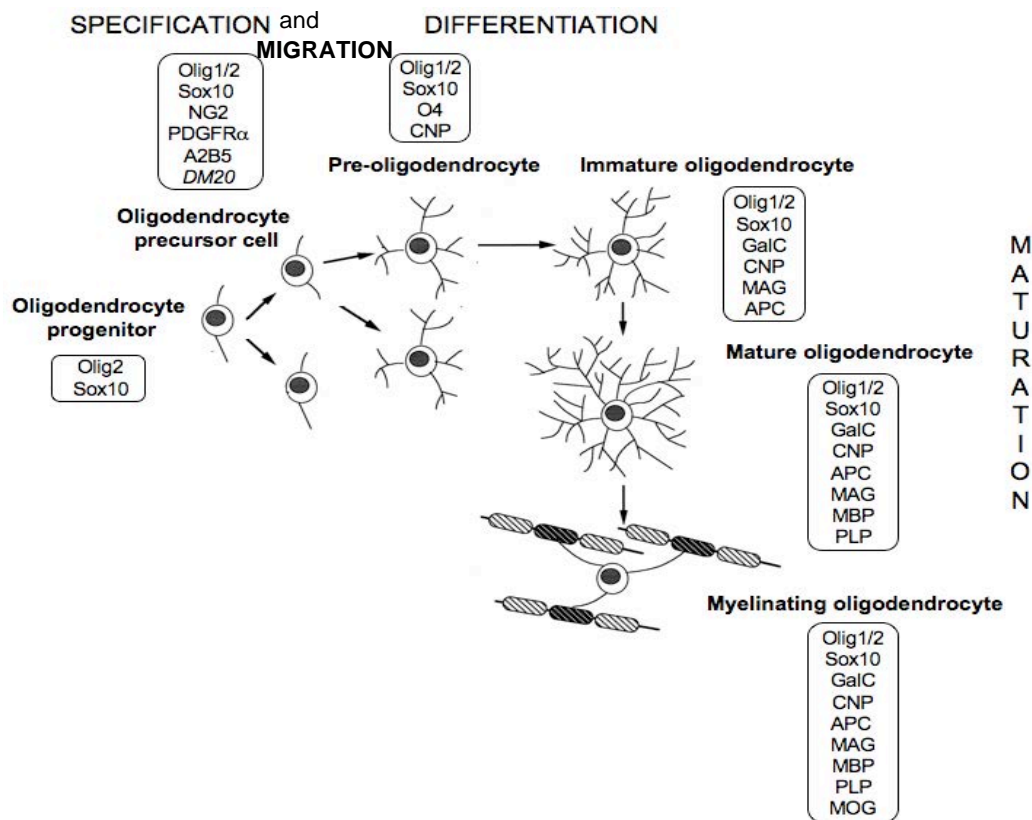 SPECIFICATION and
MIGRATION
DIFFERENTIATION
Olig1/2
Sox10
NG2
PDGFRα
A2B5
DM20
Olig1/2
Sox10
O4
CNP
Pre-oligodendrocyte
Immature oligodendrocyte
Olig1/2
Sox10
GalC
CNP
MAG
APC
Oligodendrocyte
precursor cell
Oligodendrocyte
progenitor
Olig2
Sox10
Mature oligodendrocyte
Olig1/2
Sox10
GalC
CNP
APC
MAG
MBP
PLP
Myelinating oligodendrocyte
Olig1/2
Sox10
GalC
CNP
APC
MAG
MBP
PLP
MOG
MATURATION